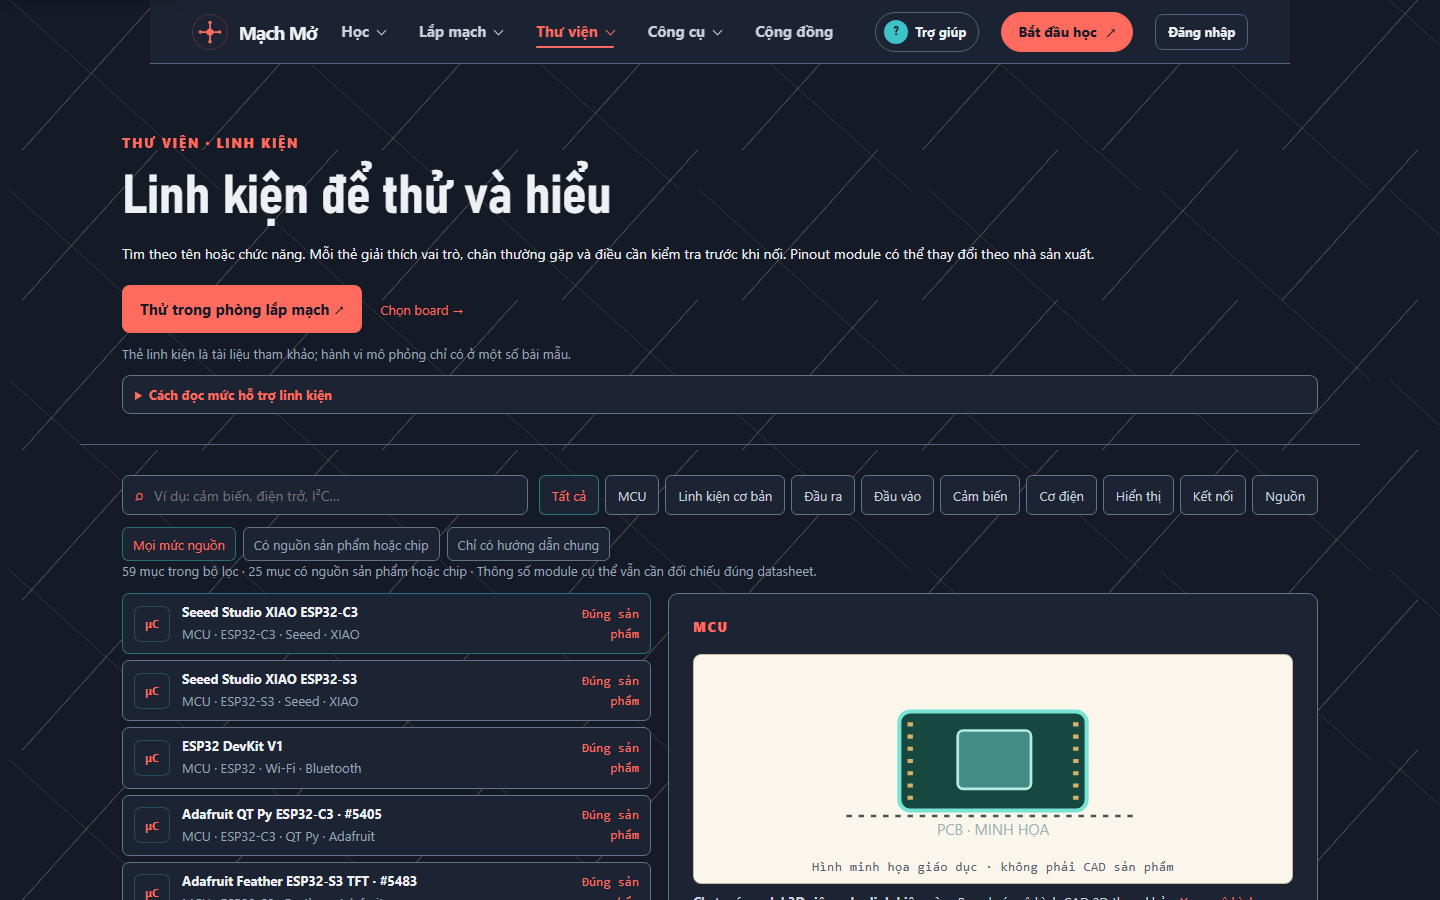 Mạch Mở
Học
Lắp mạch
Thư viện
Công cụ
Cộng đồng
? Trợ giúp
Bắt đầu học ↗
Đăng nhập
THƯ VIỆN · LINH KIỆN
Linh kiện để thử và hiểu
Tìm theo tên hoặc chức năng. Mỗi thẻ giải thích vai trò, chân thường gặp và điều cần kiểm tra trước khi nối. Pinout module có thể thay đổi theo nhà sản xuất.
Thử trong phòng lắp mạch ↗
Chọn board →
Thẻ linh kiện là tài liệu tham khảo; hành vi mô phỏng chỉ có ở một số bài mẫu.
▶ Cách đọc mức hỗ trợ linh kiện
Ví dụ: cảm biến, điện trở, I²C...
Tất cả
MCU
Linh kiện cơ bản
Đầu ra
Đầu vào
Cảm biến
Cơ điện
Hiển thị
Kết nối
Nguồn
Mọi mức nguồn
Có nguồn sản phẩm hoặc chip
Chỉ có hướng dẫn chung
59 mục trong bộ lọc · 25 mục có nguồn sản phẩm hoặc chip · Thông số module cụ thể vẫn cần đối chiếu đúng datasheet.
µC
Seeed Studio XIAO ESP32-C3
MCU · ESP32-C3 · Seeed · XIAO
Đúng sản
phẩm
µC
Seeed Studio XIAO ESP32-S3
MCU · ESP32-S3 · Seeed · XIAO
Đúng sản
phẩm
µC
ESP32 DevKit V1
MCU · ESP32 · Wi-Fi · Bluetooth
Đúng sản
phẩm
µC
Adafruit QT Py ESP32-C3 · #5405
MCU · ESP32-C3 · QT Py · Adafruit
Đúng sản
phẩm
µC
Adafruit Feather ESP32-S3 TFT · #5483
Đúng sản
MCU
PCB · MINH HỌA
Hình minh họa giáo dục · không phải CAD sản phẩm